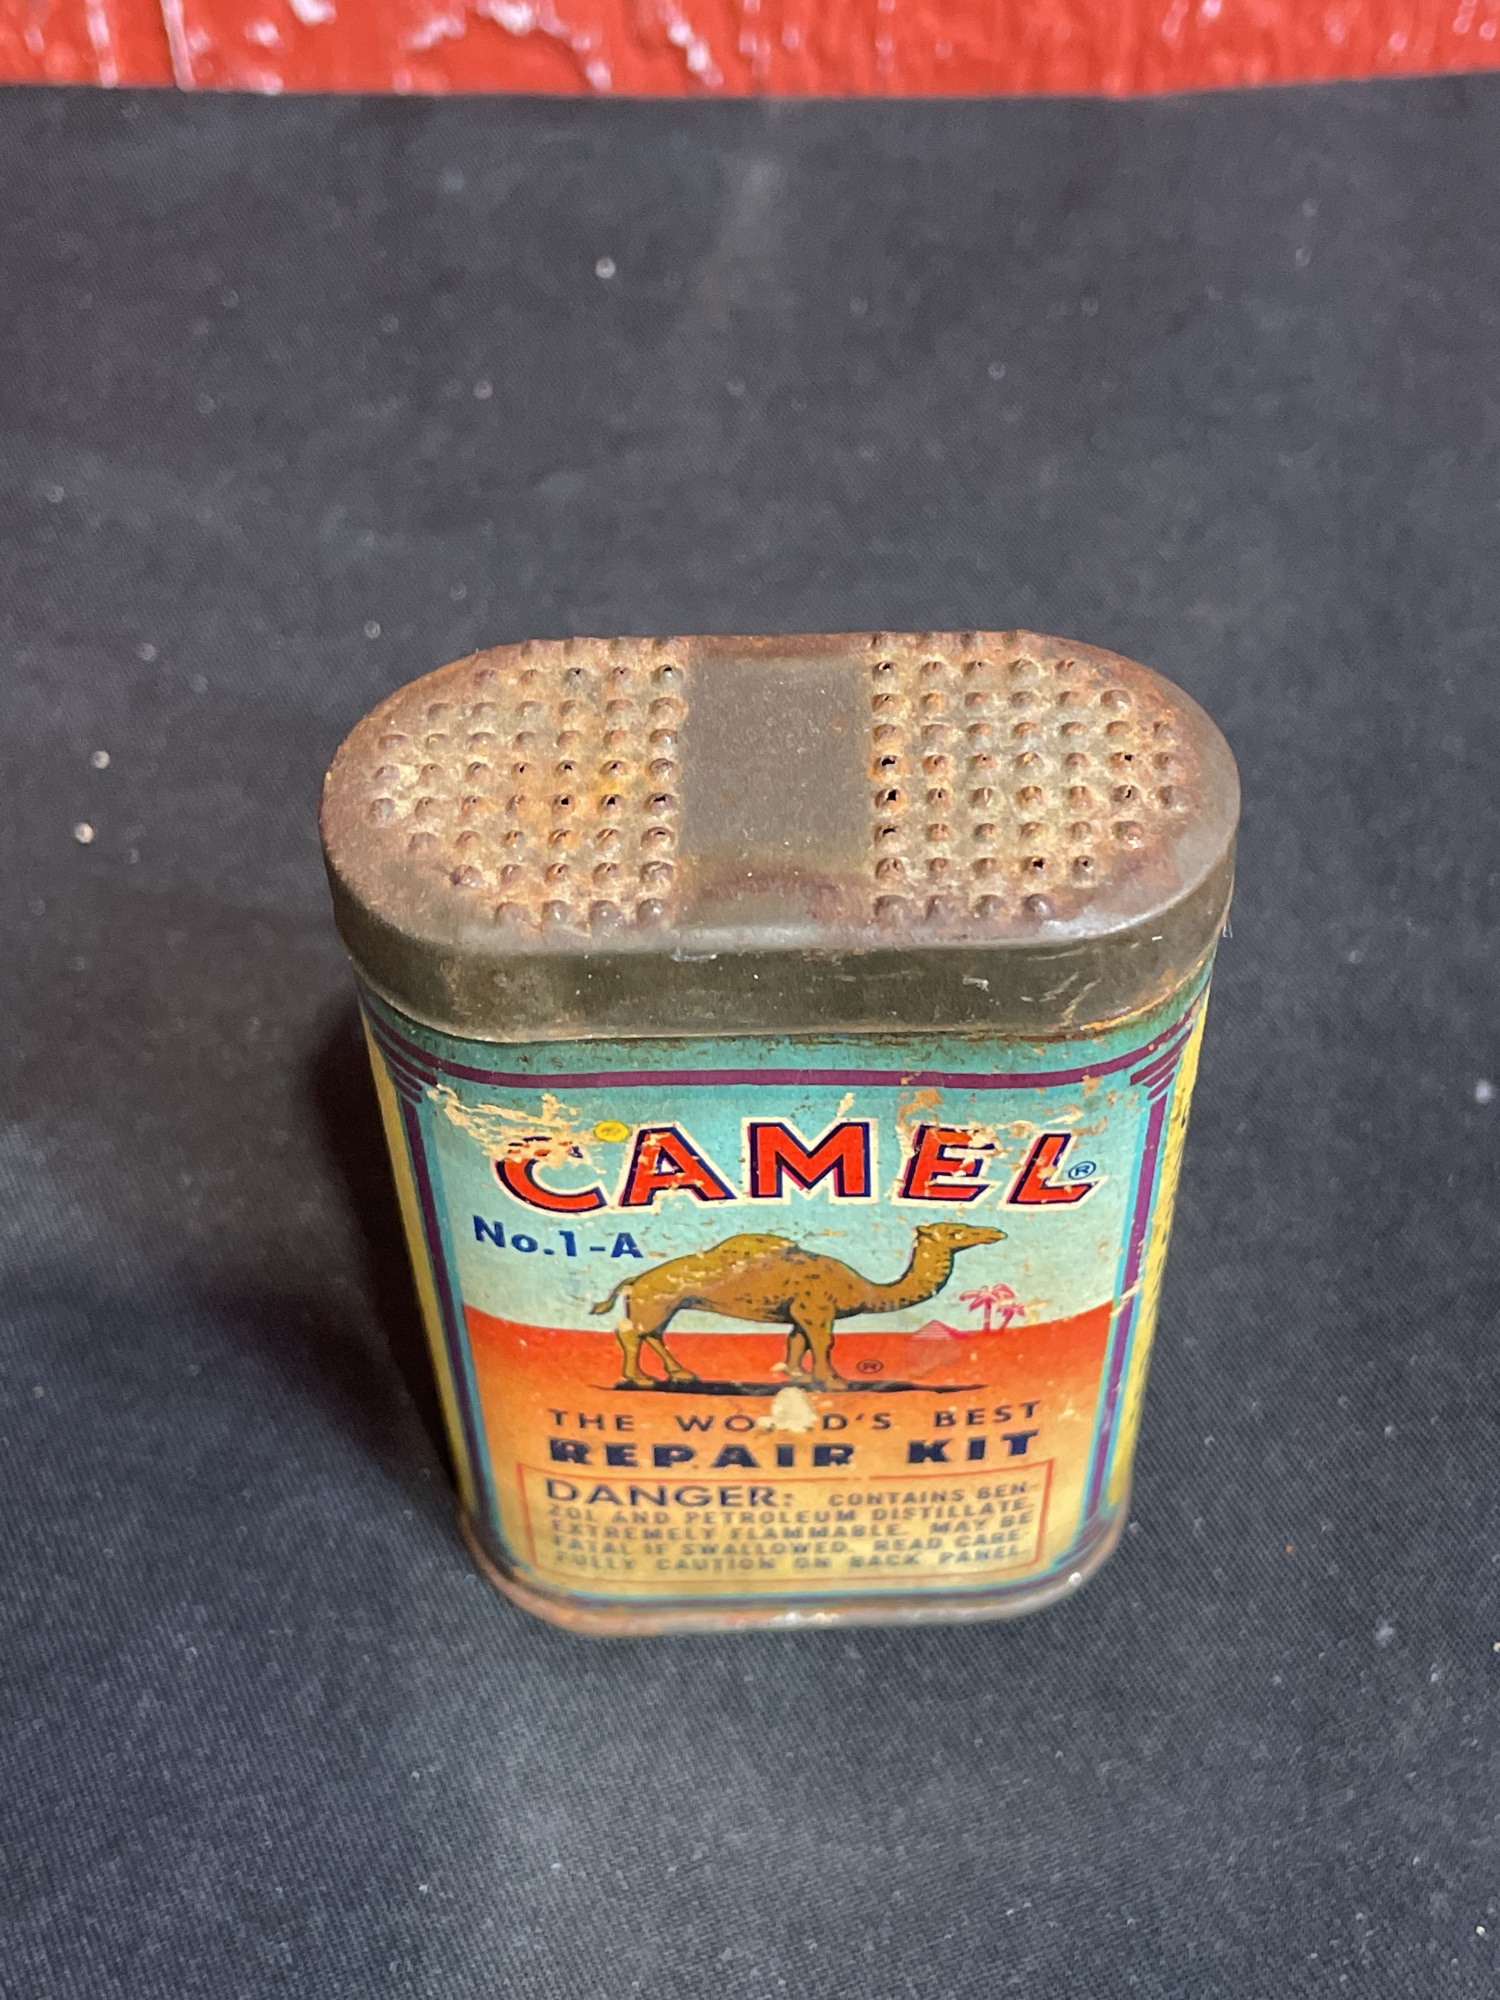 CAMEL®
No.1-A
®
THE WO D'S BEST
REPAIR KIT
DANGER: CONTAINS BEN-
ZOL AND PETROLEUM DISTILLATE.
EXTREMELY FLAMMABLE. MAY BE
FATAL IF SWALLOWED. READ CARE-
FULLY CAUTION ON BACK PANEL.